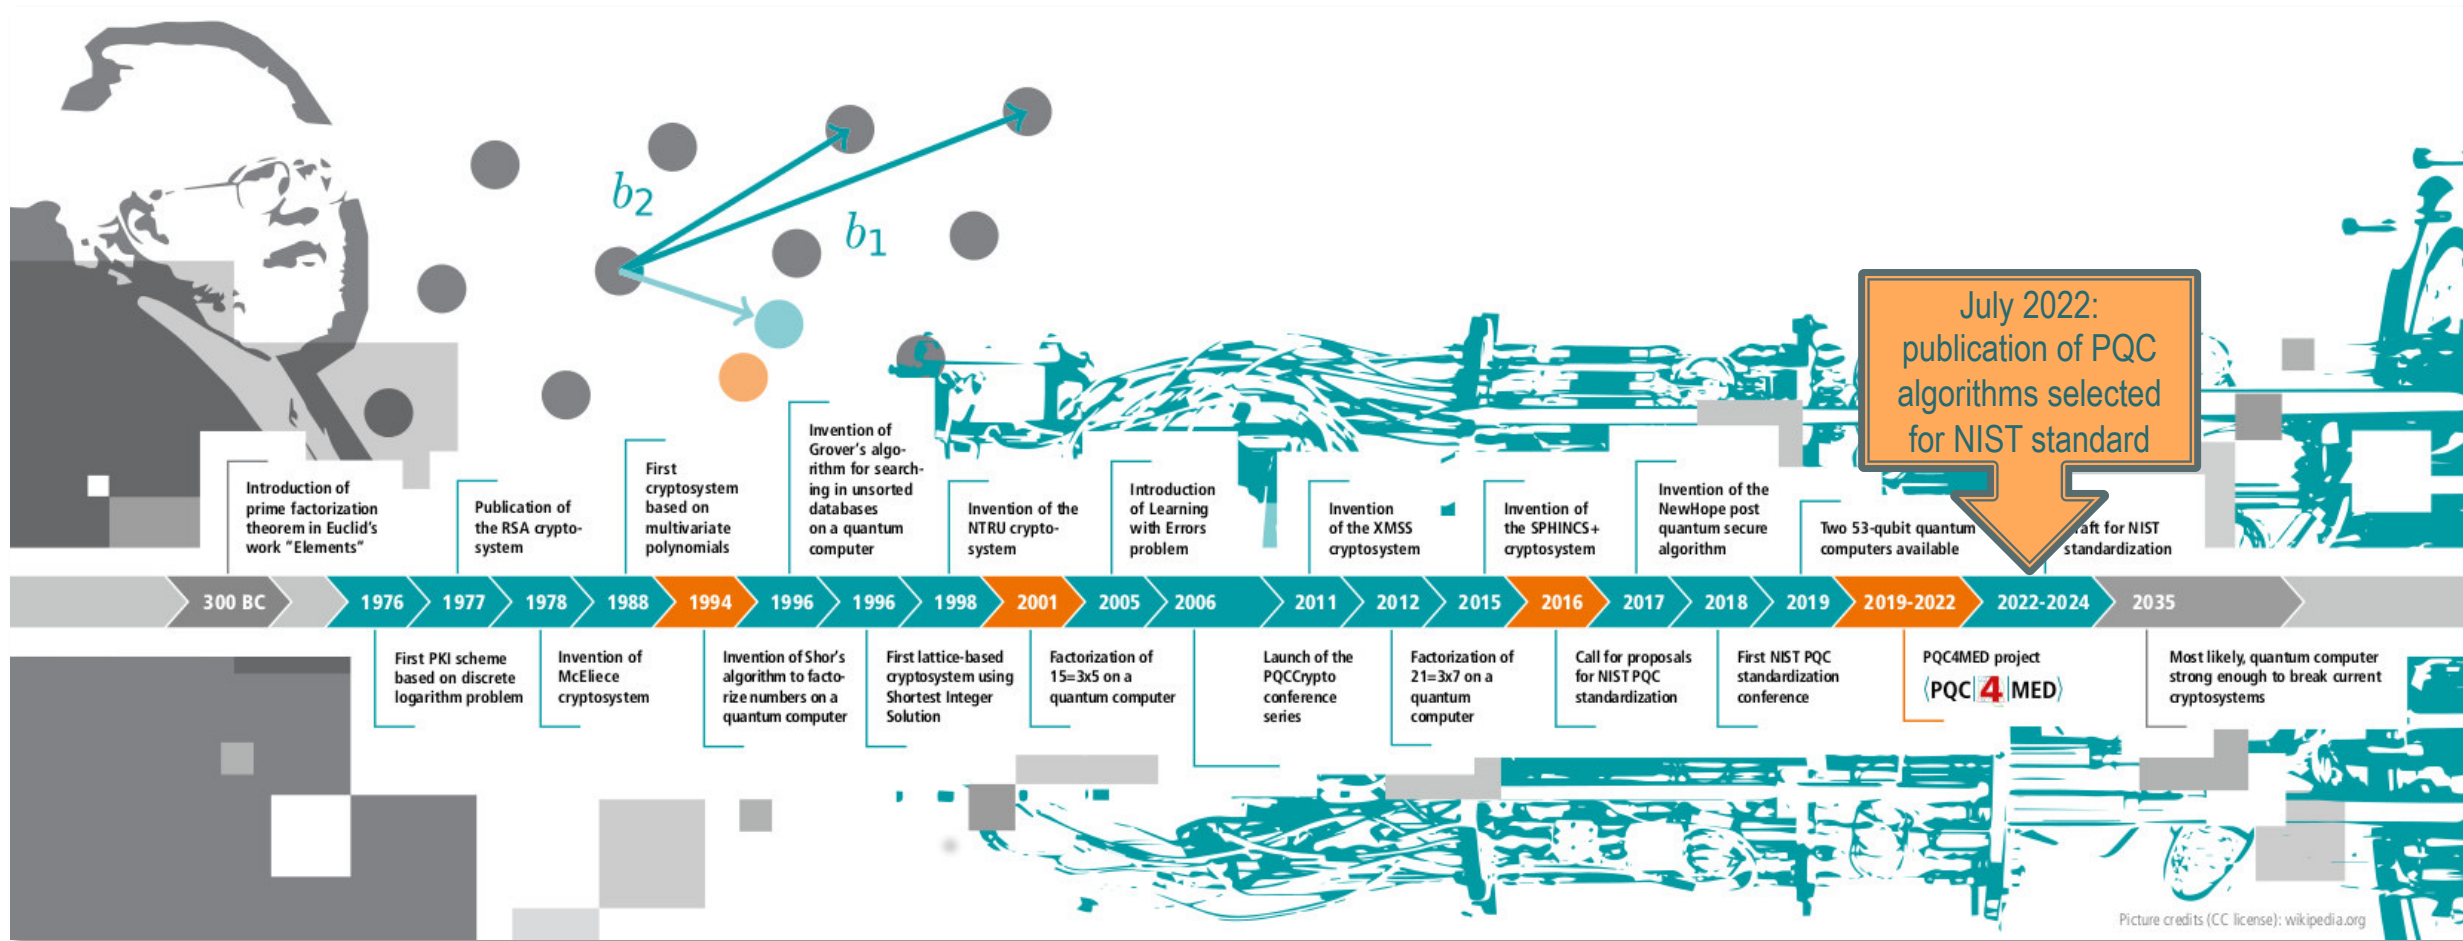 b2
b1
July 2022:
publication of PQC
algorithms selected
for NIST standard
Introduction of
prime factorization
theorem in Euclid's
work "Elements"
Publication of
the RSA crypto-
system
First
cryptosystem
based on
multivariate
polynomials
Invention of
Grover's algo-
rithm for search-
ing in unsorted
databases
on a quantum
computer
Invention of the
NTRU crypto-
system
Introduction
of Learning
with Errors
problem
Invention
of the XMSS
cryptosystem
Invention of
the SPHINCS+
cryptosystem
Invention of the
NewHope post
quantum secure
algorithm
Two 53-qubit quantum
computers available
for NIST
standardization
300 BC
1976
1977
1978
1988
1994
1996
1996
1998
2001
2005
2006
2011
2012
2015
2016
2017
2018
2019
2019-2022
2022-2024
2035
First PKI scheme
based on discrete
logarithm problem
Invention of
McEliece
cryptosystem
Invention of Shor's
algorithm to facto-
rize numbers on a
quantum computer
First lattice-based
cryptosystem using
Shortest Integer
Solution
Factorization of
15=3x5 on a
quantum computer
Launch of the
PQCCrypto
conference
series
Factorization of
21=3x7 on a
quantum
computer
Call for proposals
for NIST PQC
standardization
First NIST PQC
standardization
conference
PQC4MED project
PQC 4 MED
Most likely, quantum computer
strong enough to break current
cryptosystems
Picture credits (CC license): wikipedia.org